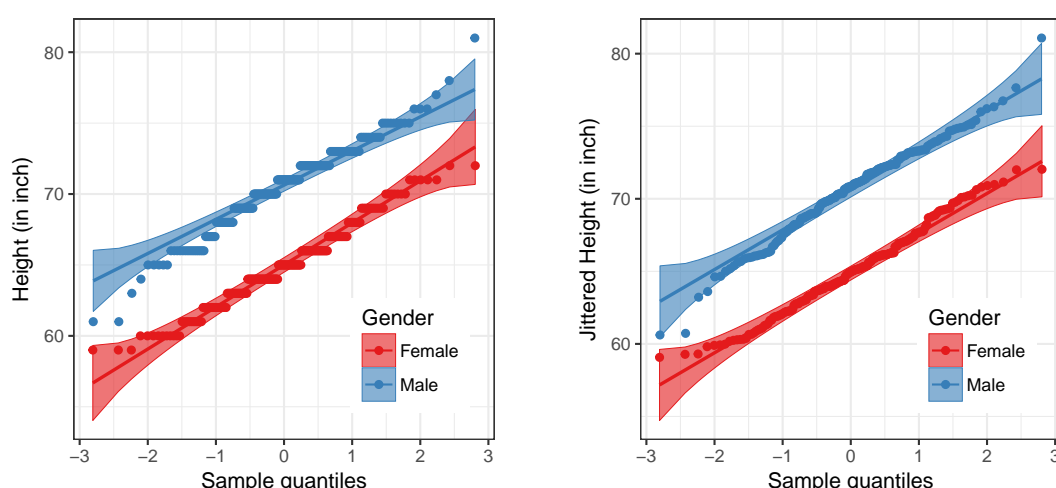 80
70
60
Height (in inch)
Gender
Female
Male
−3 −2 −1 0 1 2 3
Sample quantiles
80
70
60
Jittered Height (in inch)
Gender
Female
Male
−3 −2 −1 0 1 2 3
Sample quantiles